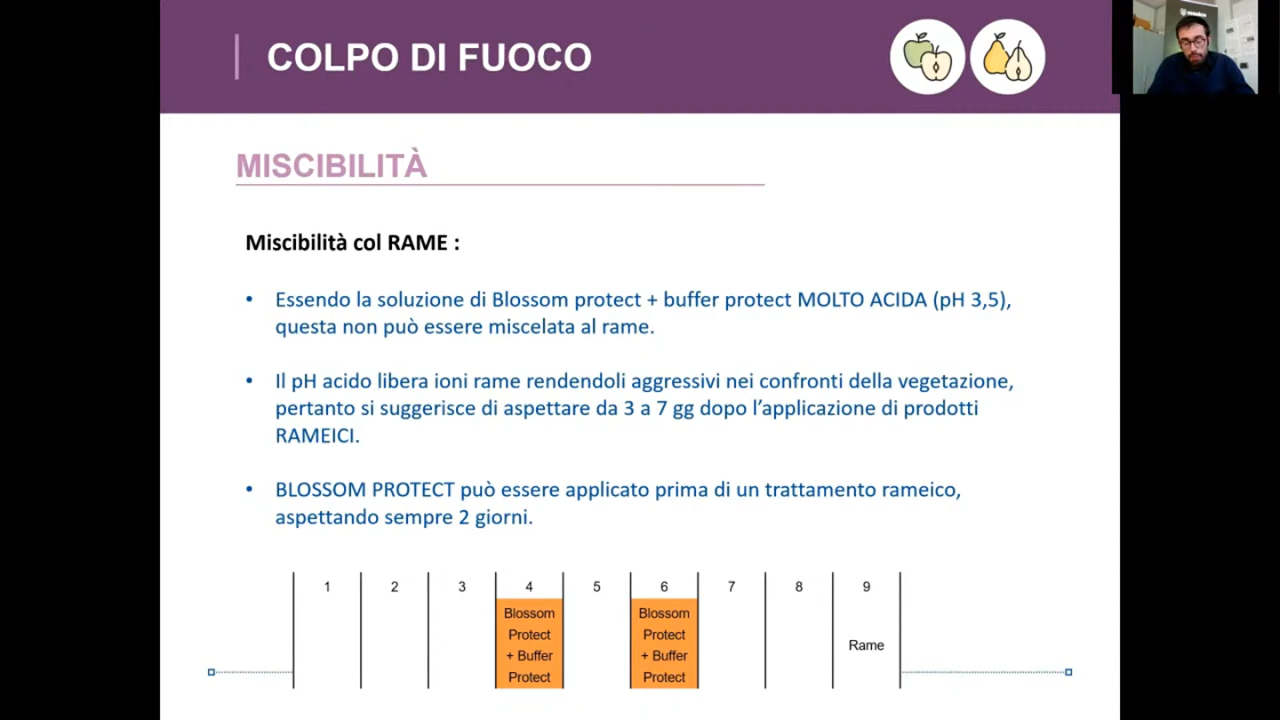 COLPO DI FUOCO
MISCIBILITÀ
Miscibilità col RAME :
• Essendo la soluzione di Blossom protect + buffer protect MOLTO ACIDA (pH 3,5),
questa non può essere miscelata al rame.
• Il pH acido libera ioni rame rendendoli aggressivi nei confronti della vegetazione,
pertanto si suggerisce di aspettare da 3 a 7 gg dopo l’applicazione di prodotti
RAMEICI.
• BLOSSOM PROTECT può essere applicato prima di un trattamento rameico,
aspettando sempre 2 giorni.
1 2 3 4 5 6 7 8 9
Blossom
Protect
+ Buffer
Protect
Blossom
Protect
+ Buffer
Protect
Rame